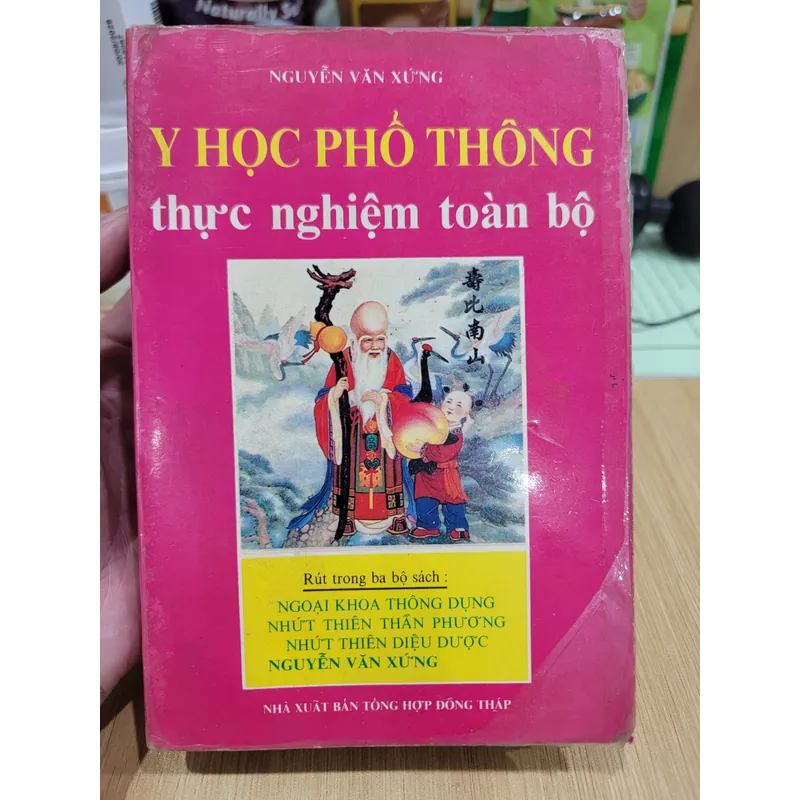 Naturally S
NGUYỄN VĂN XỨNG
Y HỌC PHỔ THÔNG
thực nghiệm toàn bộ
壽比南山
Rút trong ba bộ sách :
NGOẠI KHOA THÔNG DỤNG
NHỨT THIÊN THẦN PHƯƠNG
NHỨT THIÊN DIỆU DƯỢC
NGUYỄN VĂN XỨNG
NHÀ XUẤT BẢN TỔNG HỢP ĐỒNG THÁP